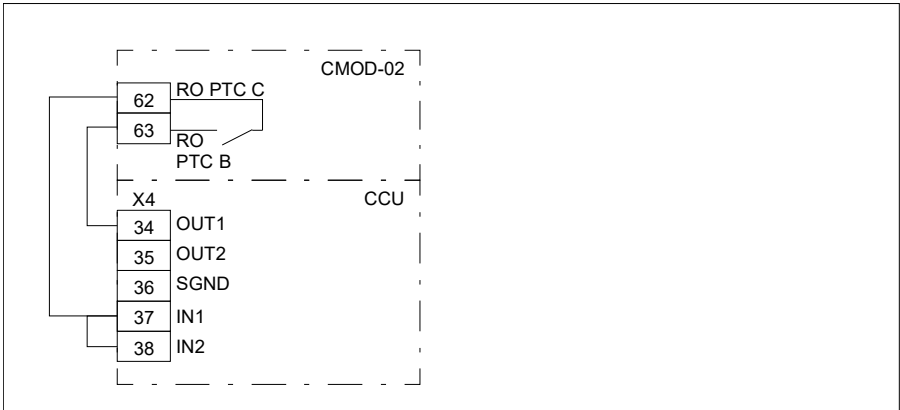 CMOD-02
62 RO PTC C
63 RO
PTC B
X4 CCU
34 OUT1
35 OUT2
36 SGND
37 IN1
38 IN2